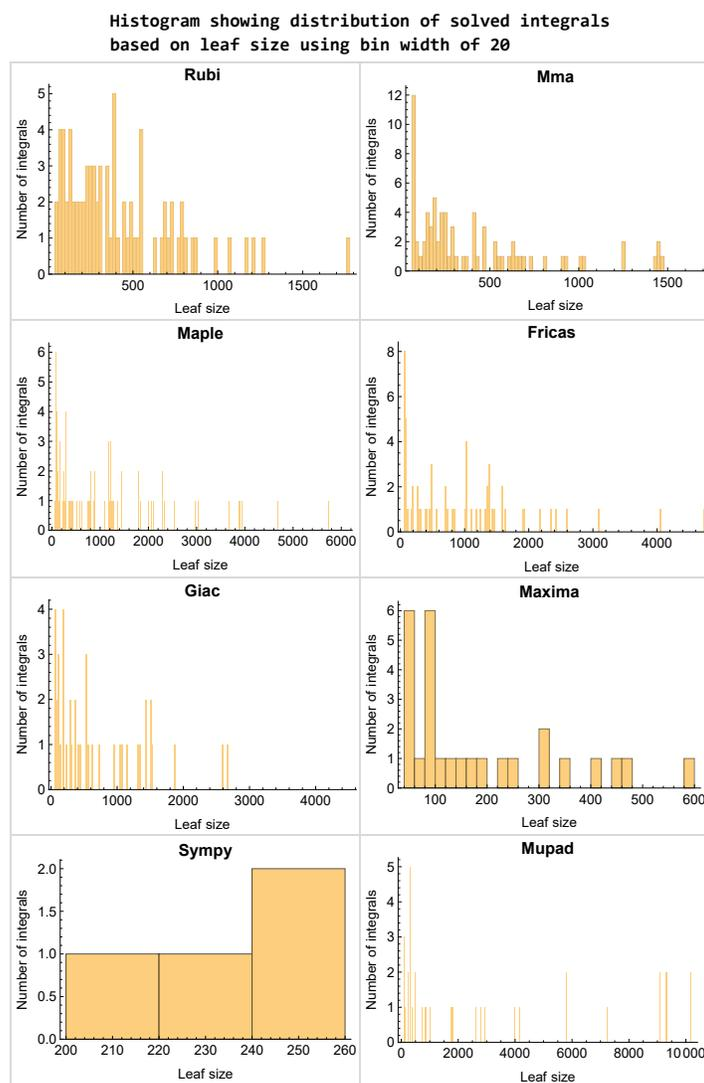 Histogram showing distribution of solved integrals
based on leaf size using bin width of 20
Rubi
Number of integrals
5
4
3
2
1
0
500 1000 1500
Leaf size
Mma
Number of integrals
12
10
8
6
4
2
0
500 1000 1500
Leaf size
Maple
Number of integrals
6
5
4
3
2
1
0
0 1000 2000 3000 4000 5000 6000
Leaf size
Fricas
Number of integrals
8
6
4
2
0
0 1000 2000 3000 4000
Leaf size
Giac
Number of integrals
4
3
2
1
0
0 1000 2000 3000 4000
Leaf size
Maxima
Number of integrals
6
5
4
3
2
1
0
100 200 300 400 500 600
Leaf size
Sympy
Number of integrals
2.0
1.5
1.0
0.5
0.0
200 210 220 230 240 250 260
Leaf size
Mupad
Number of integrals
5
4
3
2
1
0
0 2000 4000 6000 8000 10000
Leaf size